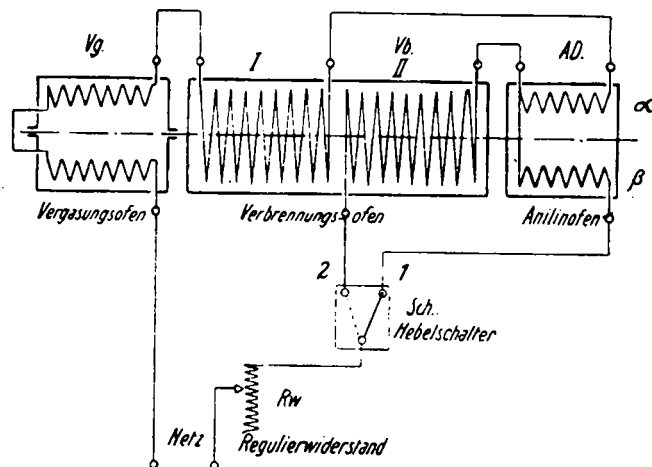 Vg.
I
Vb.
II
AD.
α
β
Vergasungsofen
Verbrennungsofen
Anilinofen
2
1
Sch.
Hebelschalter
Rw
Netz
Regulierwiderstand